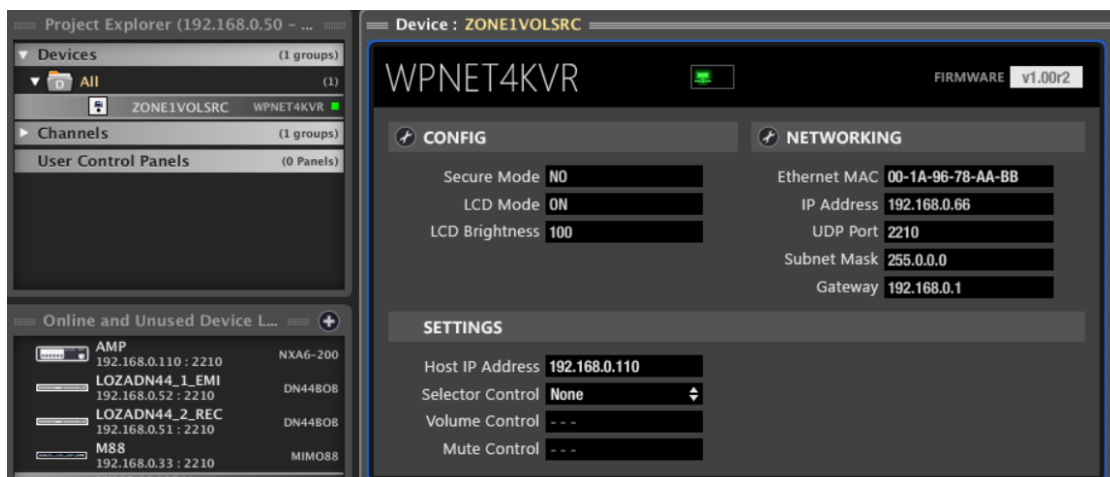 Project Explorer (192.168.0.50 - ...
Devices (1 groups)
D All (1)
ZONE1VOLSRC WPNET4KVR
Channels (1 groups)
User Control Panels (0 Panels)
Online and Unused Device L...
AMP
192.168.0.110 : 2210 NXA6-200
LOZADN44_1_EMI
192.168.0.52 : 2210 DN44BOB
LOZADN44_2_REC
192.168.0.51 : 2210 DN44BOB
M88
192.168.0.33 : 2210 MIMO88
Device : ZONE1VOLSRC
WPNET4KVR FIRMWARE v1.00r2
CONFIG
Secure Mode NO
LCD Mode ON
LCD Brightness 100
NETWORKING
Ethernet MAC 00-1A-96-78-AA-BB
IP Address 192.168.0.66
UDP Port 2210
Subnet Mask 255.0.0.0
Gateway 192.168.0.1
SETTINGS
Host IP Address 192.168.0.110
Selector Control None
Volume Control - - -
Mute Control - - -